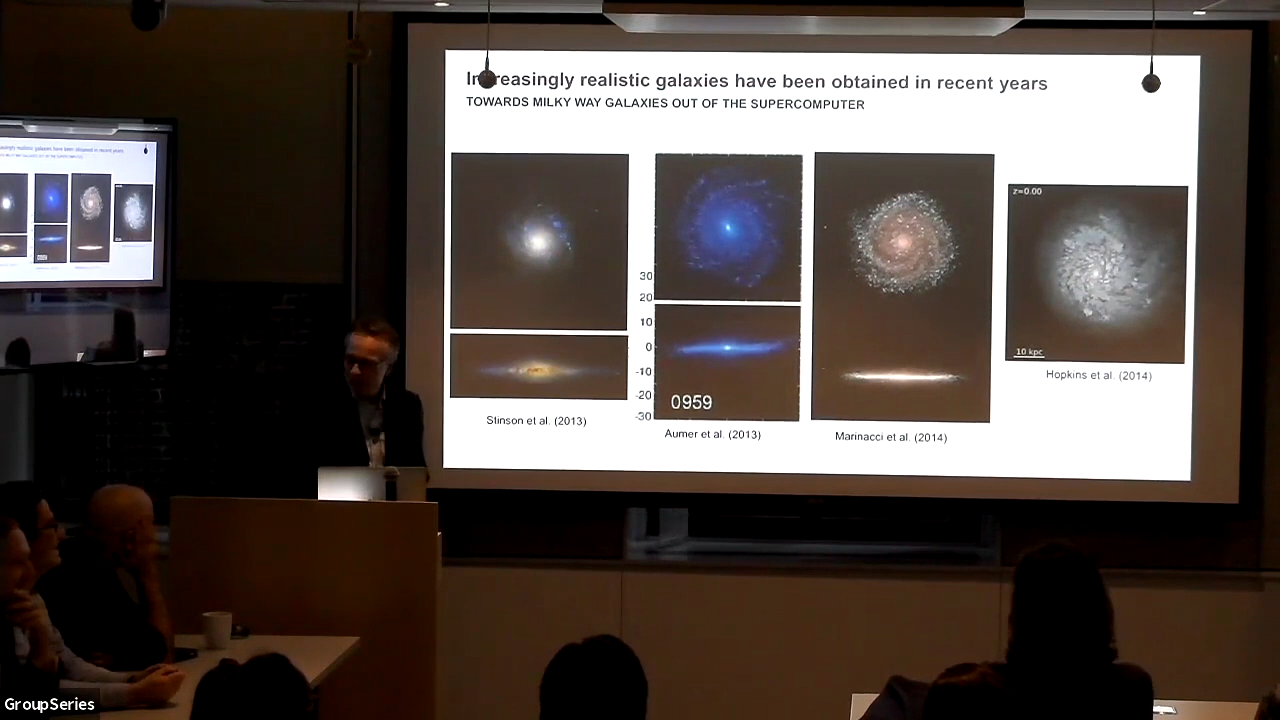 Increasingly realistic galaxies have been obtained in recent years
TOWARDS MILKY WAY GALAXIES OUT OF THE SUPERCOMPUTER
z=0.00
30
20
10
0
-10
-20
-30
0959
10 kpc
Stinson et al. (2013)
Aumer et al. (2013)
Marinacci et al. (2014)
Hopkins et al. (2014)
GroupSeries